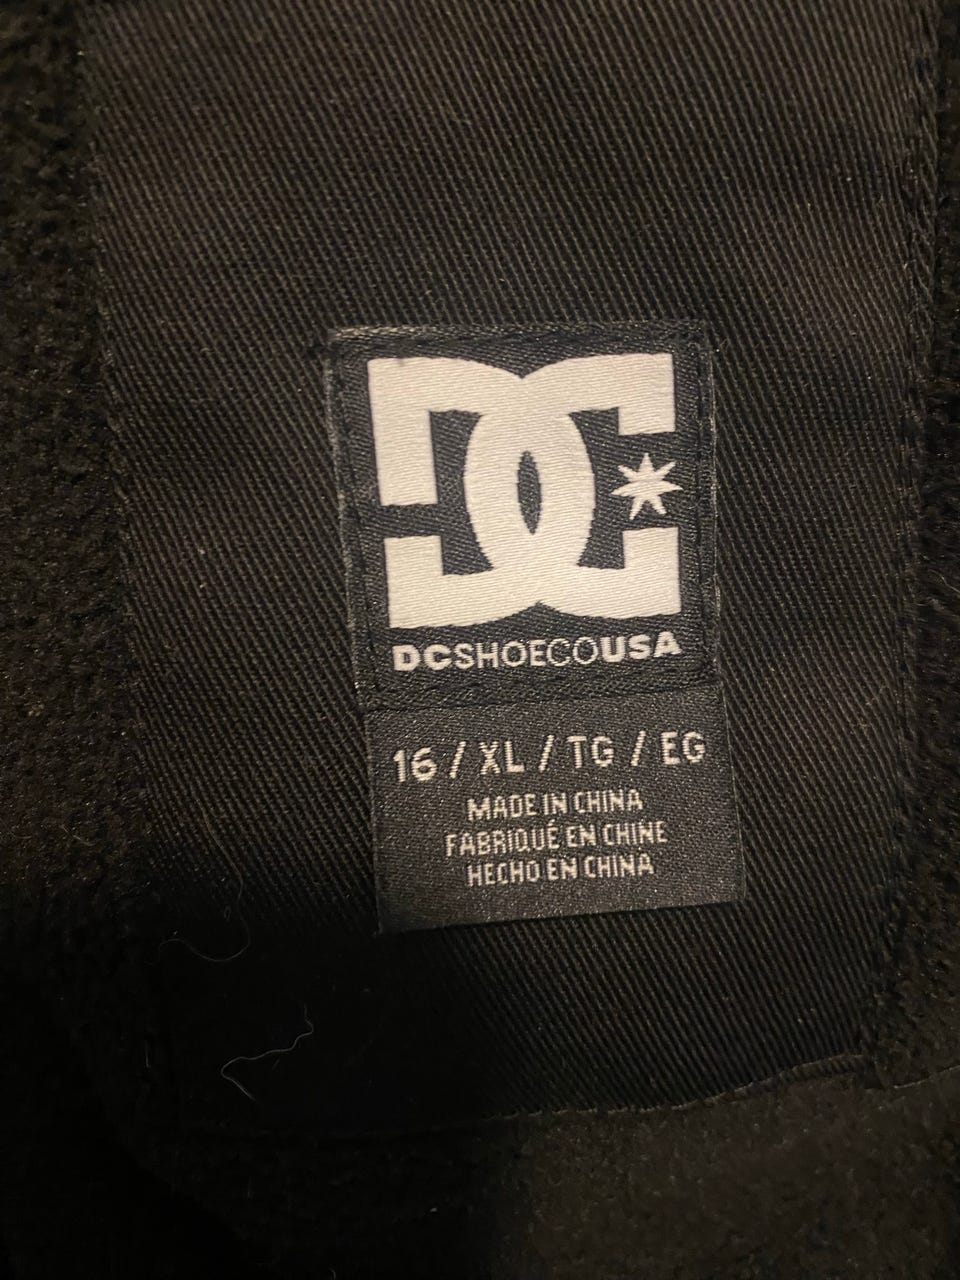 DC
DCSHOECOUSA
16 / XL / TG / EG
MADE IN CHINA
FABRIQUÉ EN CHINE
HECHO EN CHINA